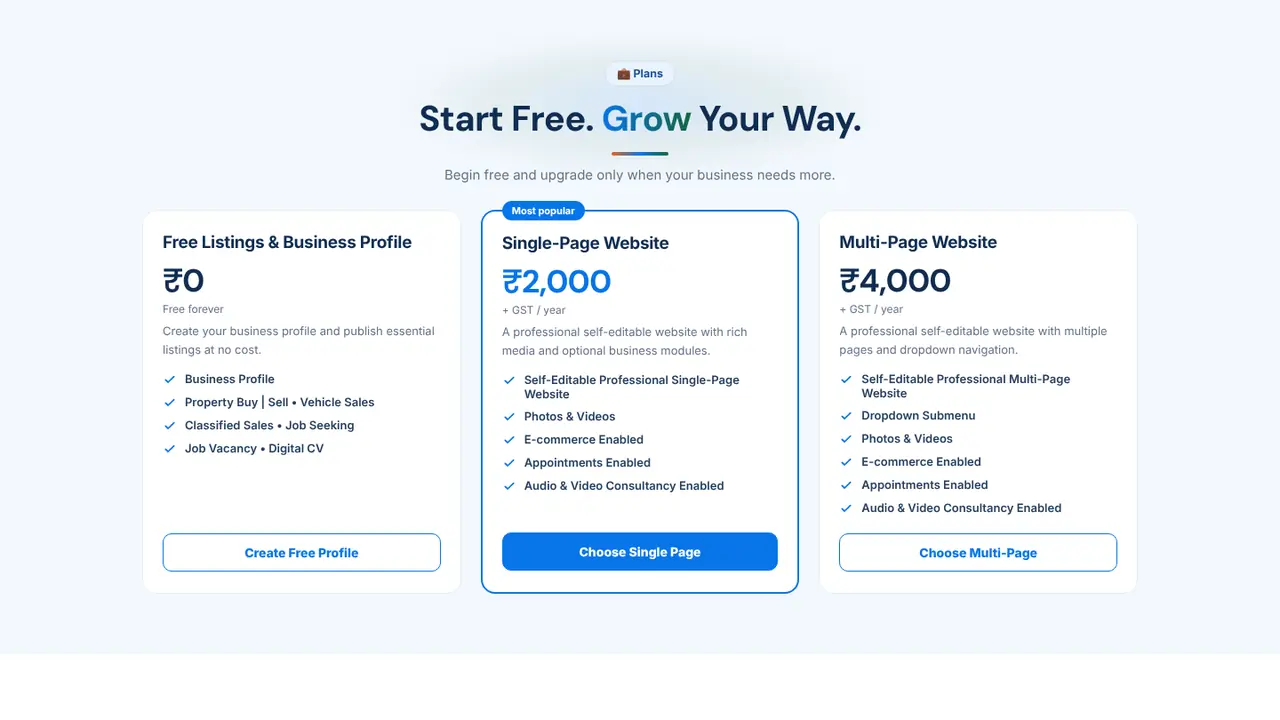 💼 Plans
Start Free. Grow Your Way.
Begin free and upgrade only when your business needs more.
Free Listings & Business Profile
₹0
Free forever
Create your business profile and publish essential
listings at no cost.
Business Profile
Property Buy | Sell • Vehicle Sales
Classified Sales • Job Seeking
Job Vacancy • Digital CV
Create Free Profile
Most popular
Single-Page Website
₹2,000
+ GST / year
A professional self-editable website with rich
media and optional business modules.
Self-Editable Professional Single-Page
Website
Photos & Videos
E-commerce Enabled
Appointments Enabled
Audio & Video Consultancy Enabled
Choose Single Page
Multi-Page Website
₹4,000
+ GST / year
A professional self-editable website with multiple
pages and dropdown navigation.
Self-Editable Professional Multi-Page
Website
Dropdown Submenu
Photos & Videos
E-commerce Enabled
Appointments Enabled
Audio & Video Consultancy Enabled
Choose Multi-Page